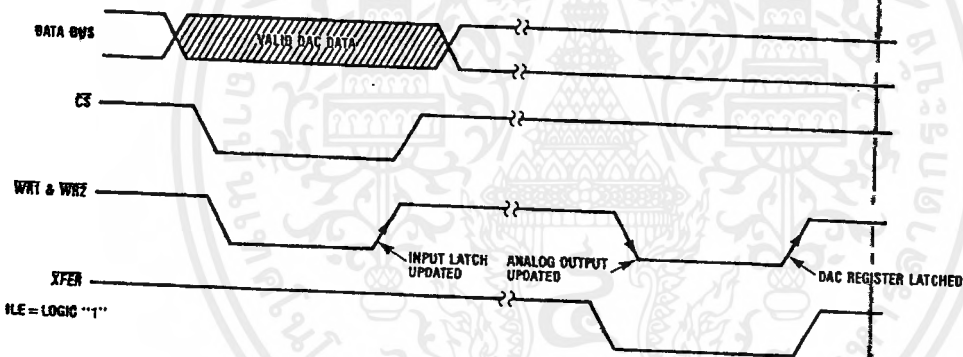 DATA BUS
VALID DAC DATA
CS
WR1 & WR2
INPUT LATCH
UPDATED
ANALOG OUTPUT
UPDATED
DAC REGISTER LATCHED
XFER
ILE = LOGIC "1"